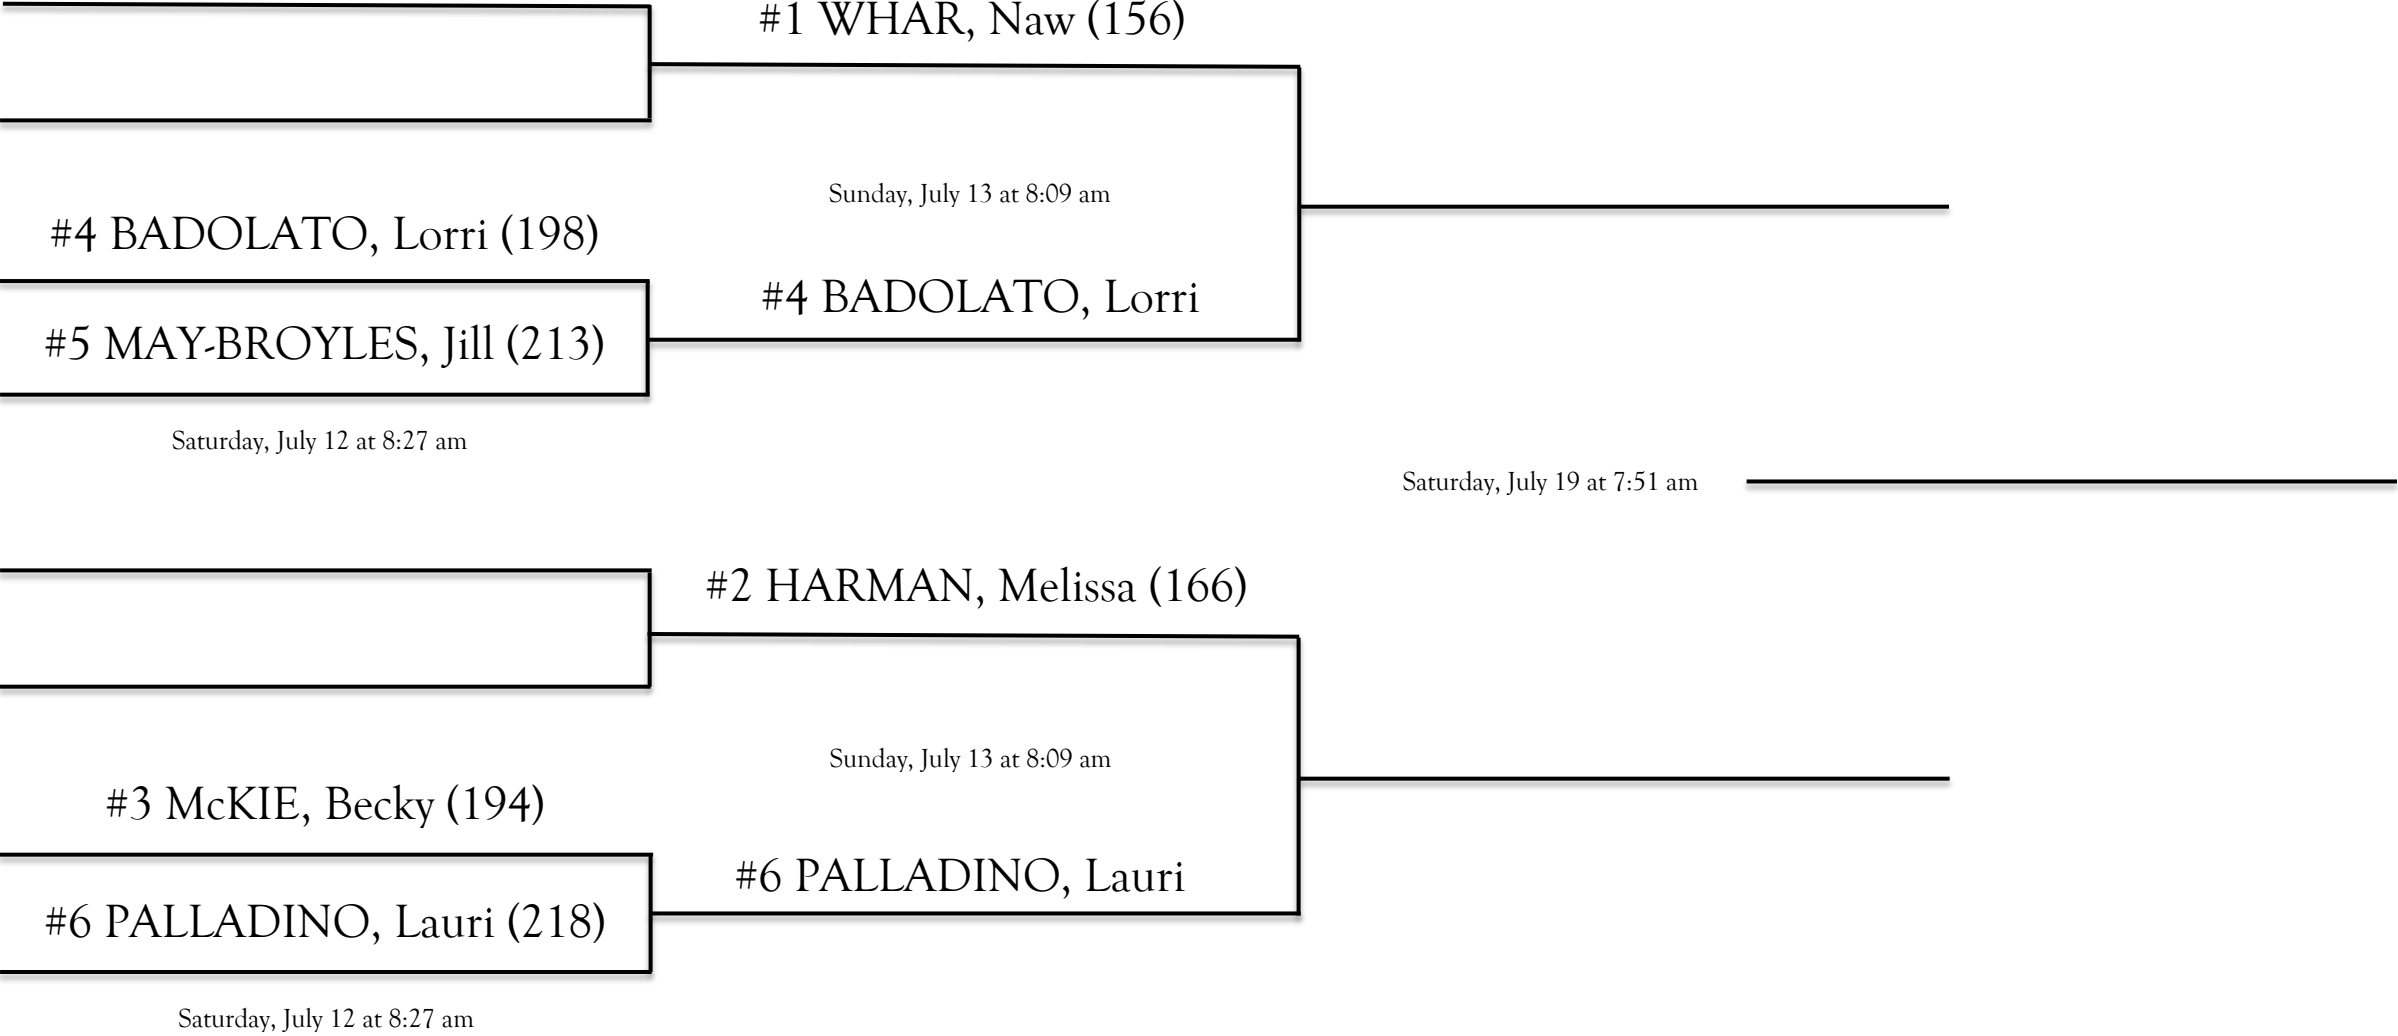 #1 WHAR, Naw (156)
Sunday, July 13 at 8:09 am
#4 BADOLATO, Lorri (198)
#4 BADOLATO, Lorri
#5 MAY-BROYLES, Jill (213)
Saturday, July 12 at 8:27 am
Saturday, July 19 at 7:51 am
#2 HARMAN, Melissa (166)
Sunday, July 13 at 8:09 am
#3 McKIE, Becky (194)
#6 PALLADINO, Lauri
#6 PALLADINO, Lauri (218)
Saturday, July 12 at 8:27 am